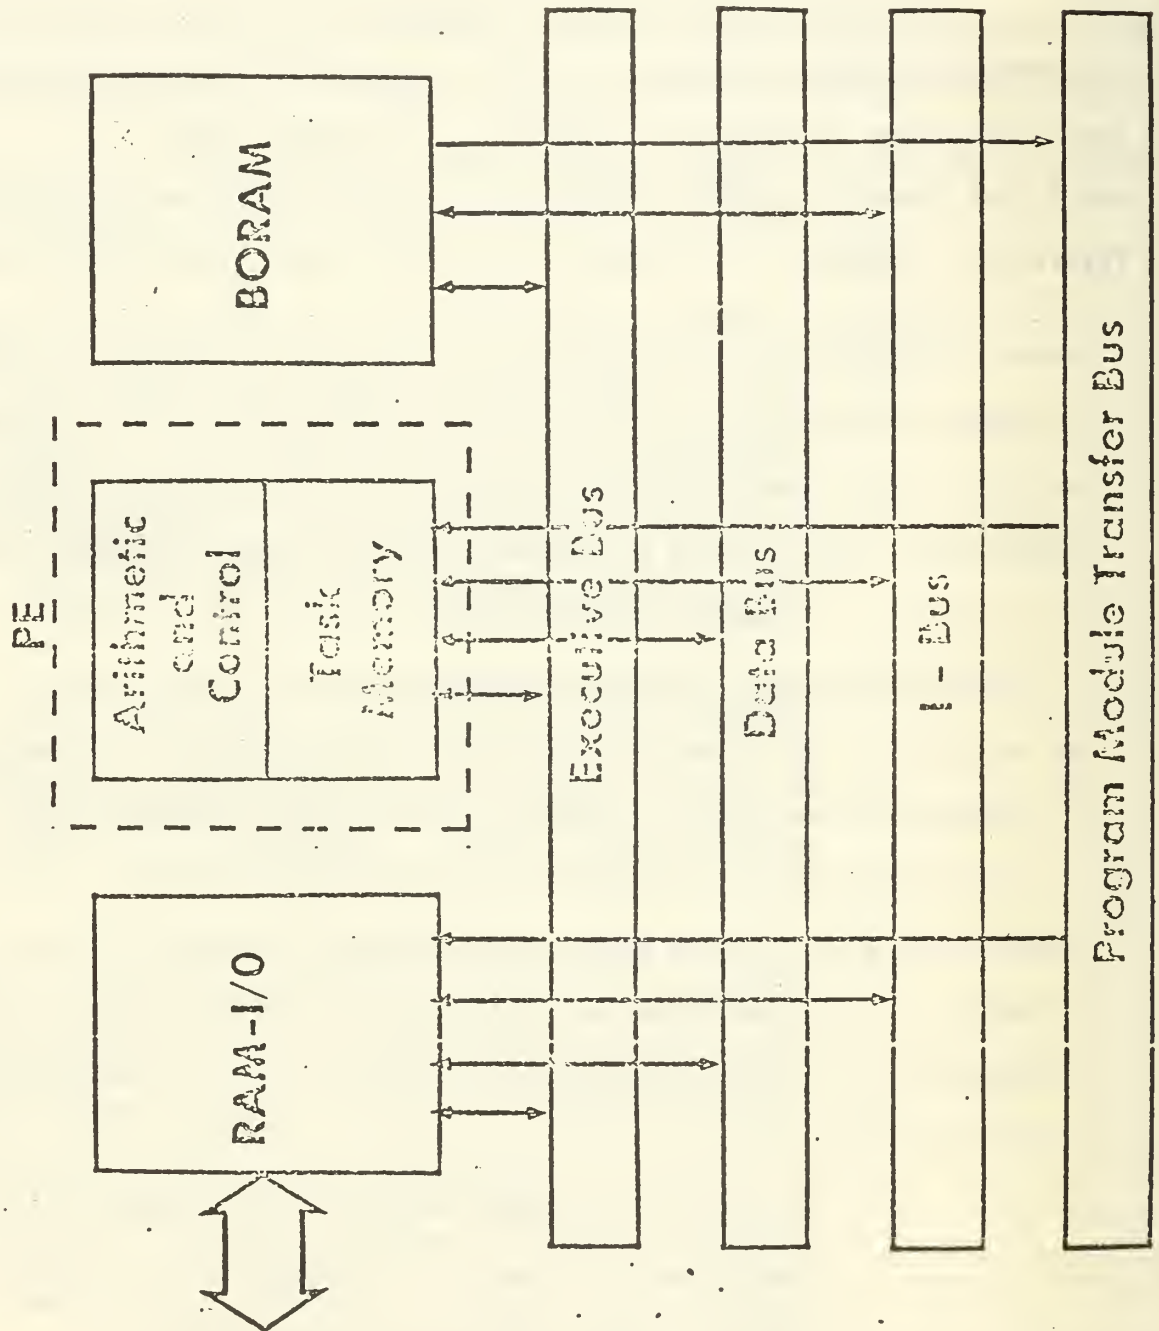 RAM-I/O
PE
Arithmetic
and
Control
Task
Memory
BORAM
Executive Bus
Data Bus
I - Bus
Program Module Transfer Bus